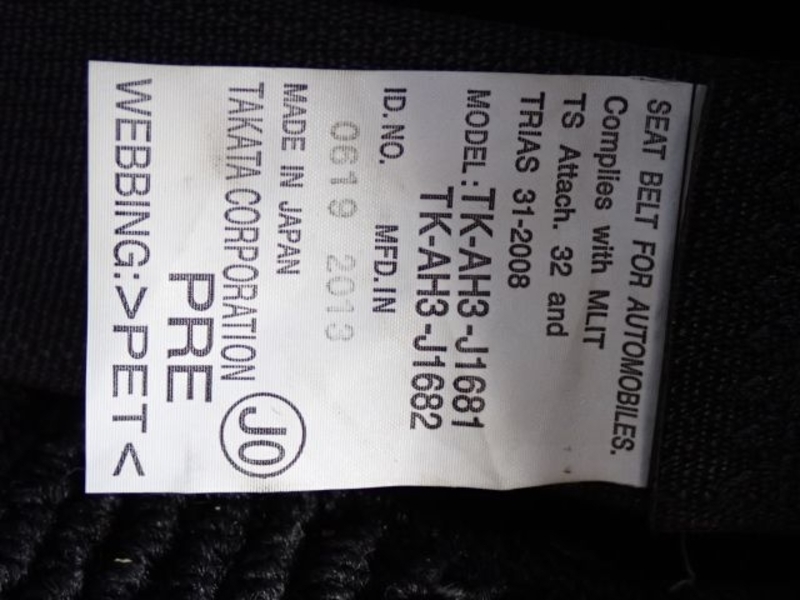 SEAT BELT FOR AUTOMOBILES.
Complies with MLIT
TS Attach. 32 and
TRIAS 31-2008
MODEL: TK-AH3-J1681
TK-AH3-J1682
ID.NO. MFD.IN
0619 2013
MADE IN JAPAN
TAKATA CORPORATION JO
PRE
WEBBING:>PET<